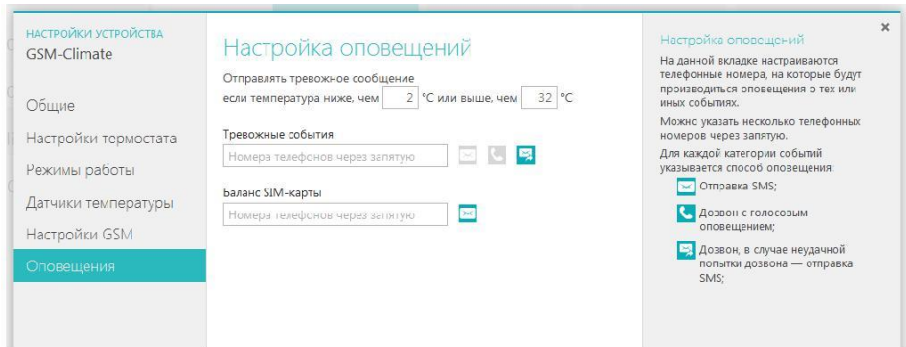 НАСТРОЙКИ УСТРОЙСТВА
GSM-Climate
Общие
Настройки термостата
Режимы работы
Датчики температуры
Настройки GSM
Оповещения
Настройка оповещений
Отправлять тревожное сообщение
если температура ниже, чем 2 °C или выше, чем 32 °C
Тревожные события
Номера телефонов через запятую
Баланс SIM-карты
Номера телефонов через запятую
Настройка оповещений
На данной вкладке настраиваются
телефонные номера, на которые будут
производиться оповещения о тех или
иных событиях.
Можно указать несколько телефонных
номеров через запятую.
Для каждой категории событий
указывается способ оповещения:
Отправка SMS;
Дозвон с голосовым
оповещением;
Дозвон, в случае неудачной
попытки дозвона — отправка
SMS;